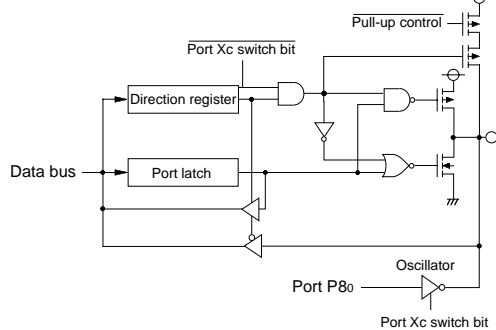 Pull-up control
Port Xc switch bit
Direction register
Data bus
Port latch
Oscillator
Port P8₀
Port Xc switch bit